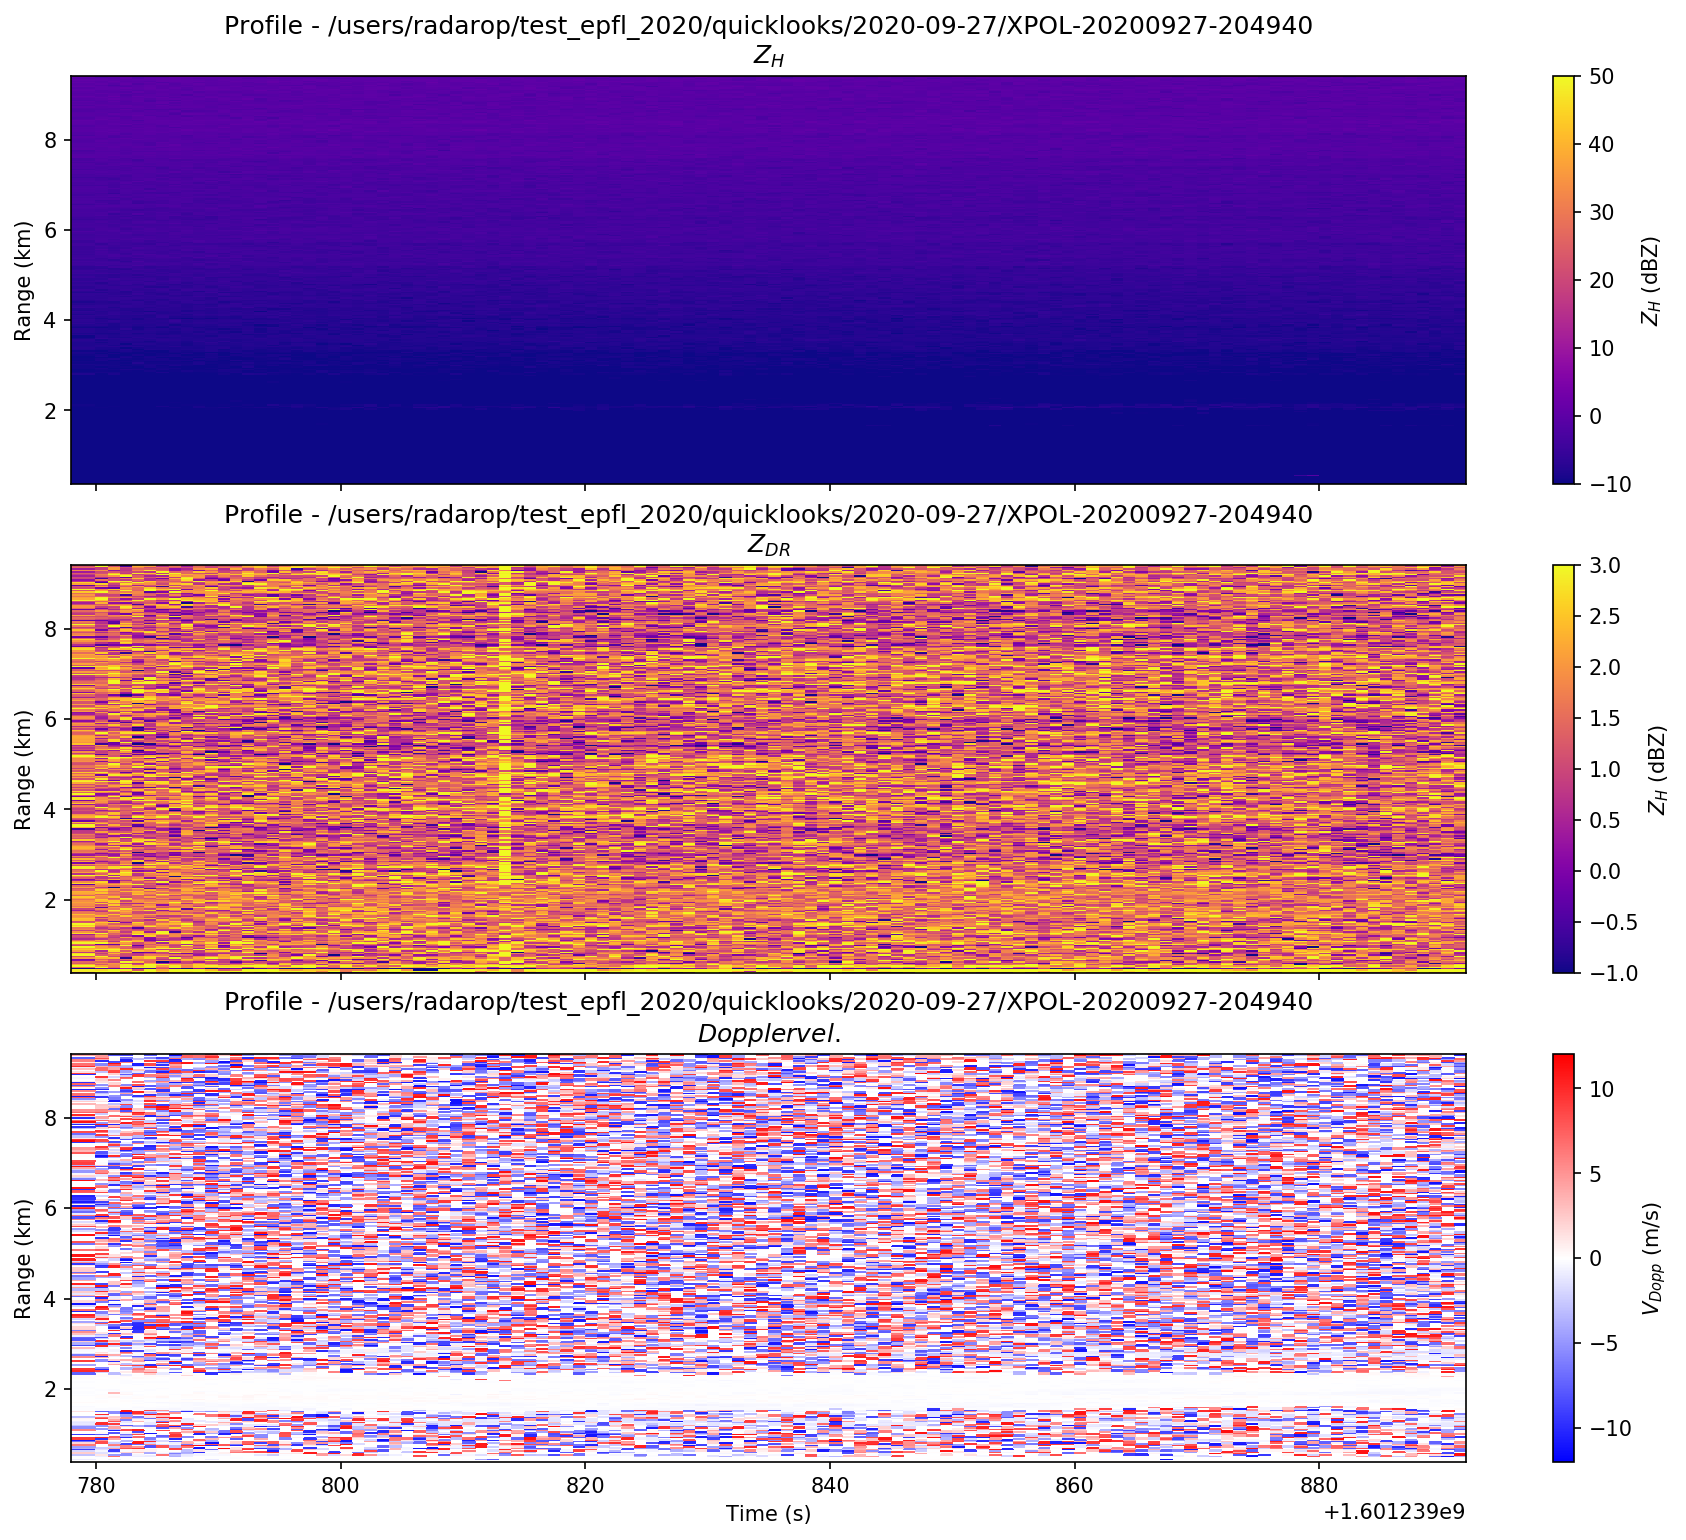 Profile - /users/radarop/test_epfl_2020/quicklooks/2020-09-27/XPOL-20200927-204940
Z_H
Range (km)
8
6
4
2
50
40
30
20
10
0
−10
Z_H (dBZ)
Profile - /users/radarop/test_epfl_2020/quicklooks/2020-09-27/XPOL-20200927-204940
Z_DR
Range (km)
8
6
4
2
3.0
2.5
2.0
1.5
1.0
0.5
0.0
−0.5
−1.0
Z_H (dBZ)
Profile - /users/radarop/test_epfl_2020/quicklooks/2020-09-27/XPOL-20200927-204940
Dopplervel.
Range (km)
8
6
4
2
10
5
0
−5
−10
V_Dopp (m/s)
780 800 820 840 860 880
Time (s)
+1.601239e9